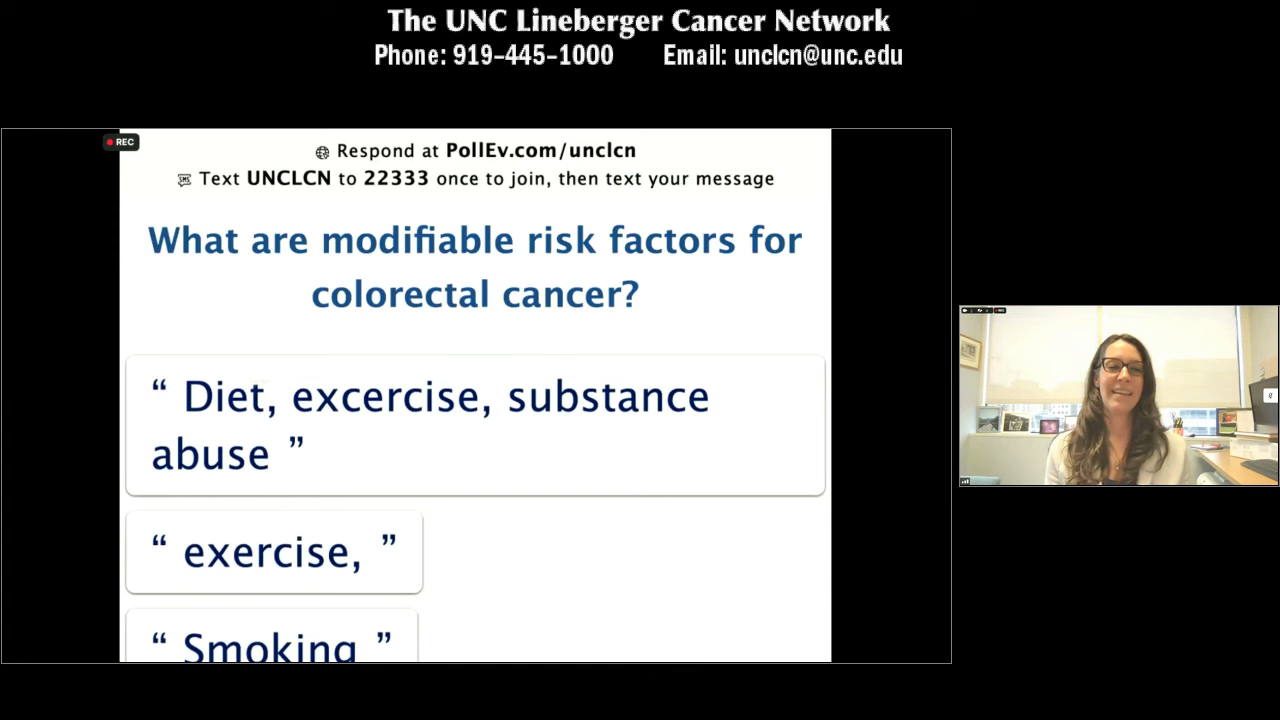 The UNC Lineberger Cancer Network
Phone: 919-445-1000 Email: unclcn@unc.edu
REC
Respond at PollEv.com/unclcn
Text UNCLCN to 22333 once to join, then text your message
What are modifiable risk factors for
colorectal cancer?
“ Diet, excercise, substance
abuse ”
“ exercise, ”
“ Smoking ”